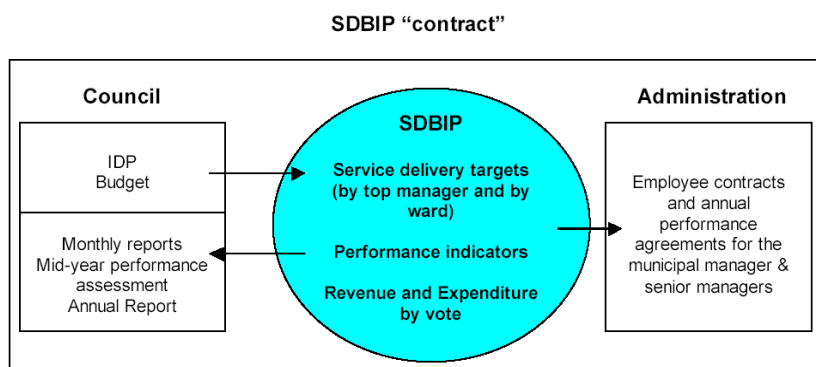 SDBIP “contract”
Council
IDP
Budget
Monthly reports
Mid-year performance
assessment
Annual Report
SDBIP
Service delivery targets
(by top manager and by
ward)
Performance indicators
Revenue and Expenditure
by vote
Administration
Employee contracts
and annual
performance
agreements for the
municipal manager &
senior managers